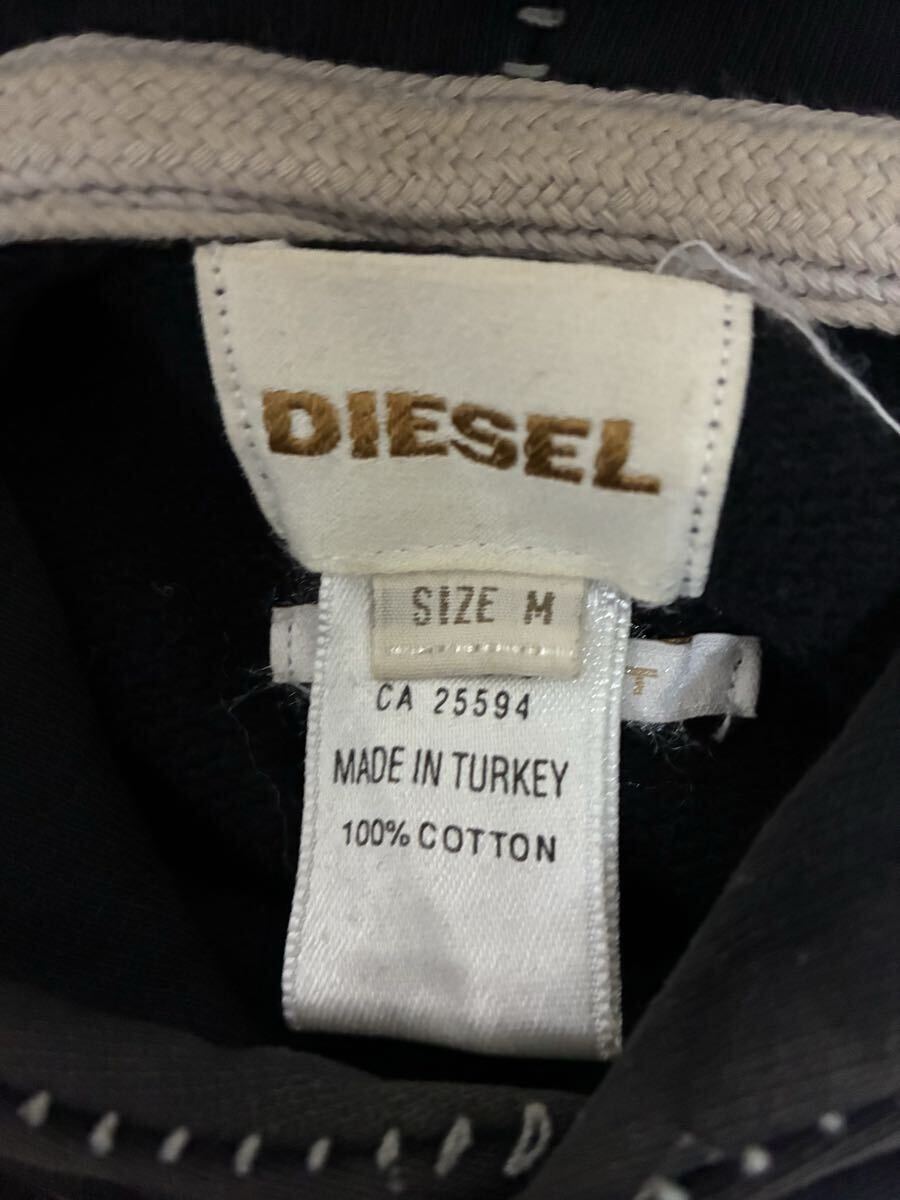 DIESEL
SIZE M
CA 25594
MADE IN TURKEY
100% COTTON